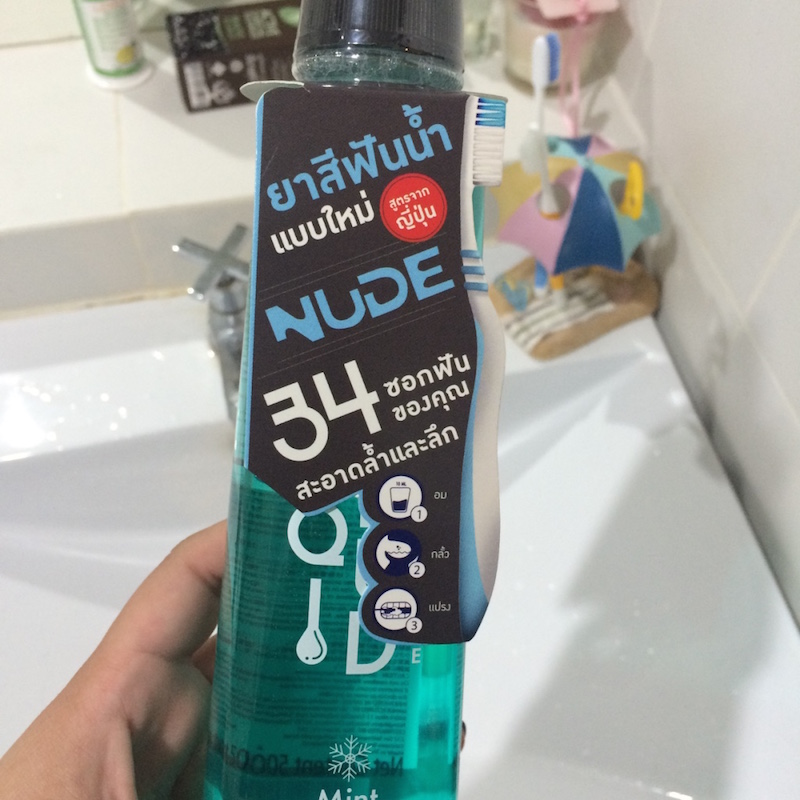 ยาสีฟันน้ำ
แบบใหม่
สูตรจาก
ญี่ปุ่น
NUDE
34 ซอกฟัน
ของคุณ
สะอาดล้ำและลึก
อม
1
กลั้ว
2
แปรง
3
D
E
Mint